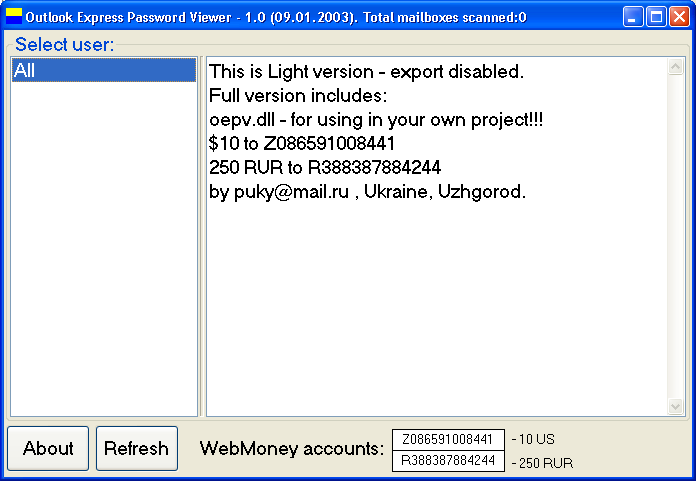 Outlook Express Password Viewer - 1.0 (09.01.2003). Total mailboxes scanned:0
Select user:
All
This is Light version - export disabled.
Full version includes:
oepv.dll - for using in your own project!!!
$10 to Z086591008441
250 RUR to R388387884244
by puky@mail.ru , Ukraine, Uzhgorod.
About
Refresh
WebMoney accounts:
Z086591008441
- 10 US
R388387884244
- 250 RUR